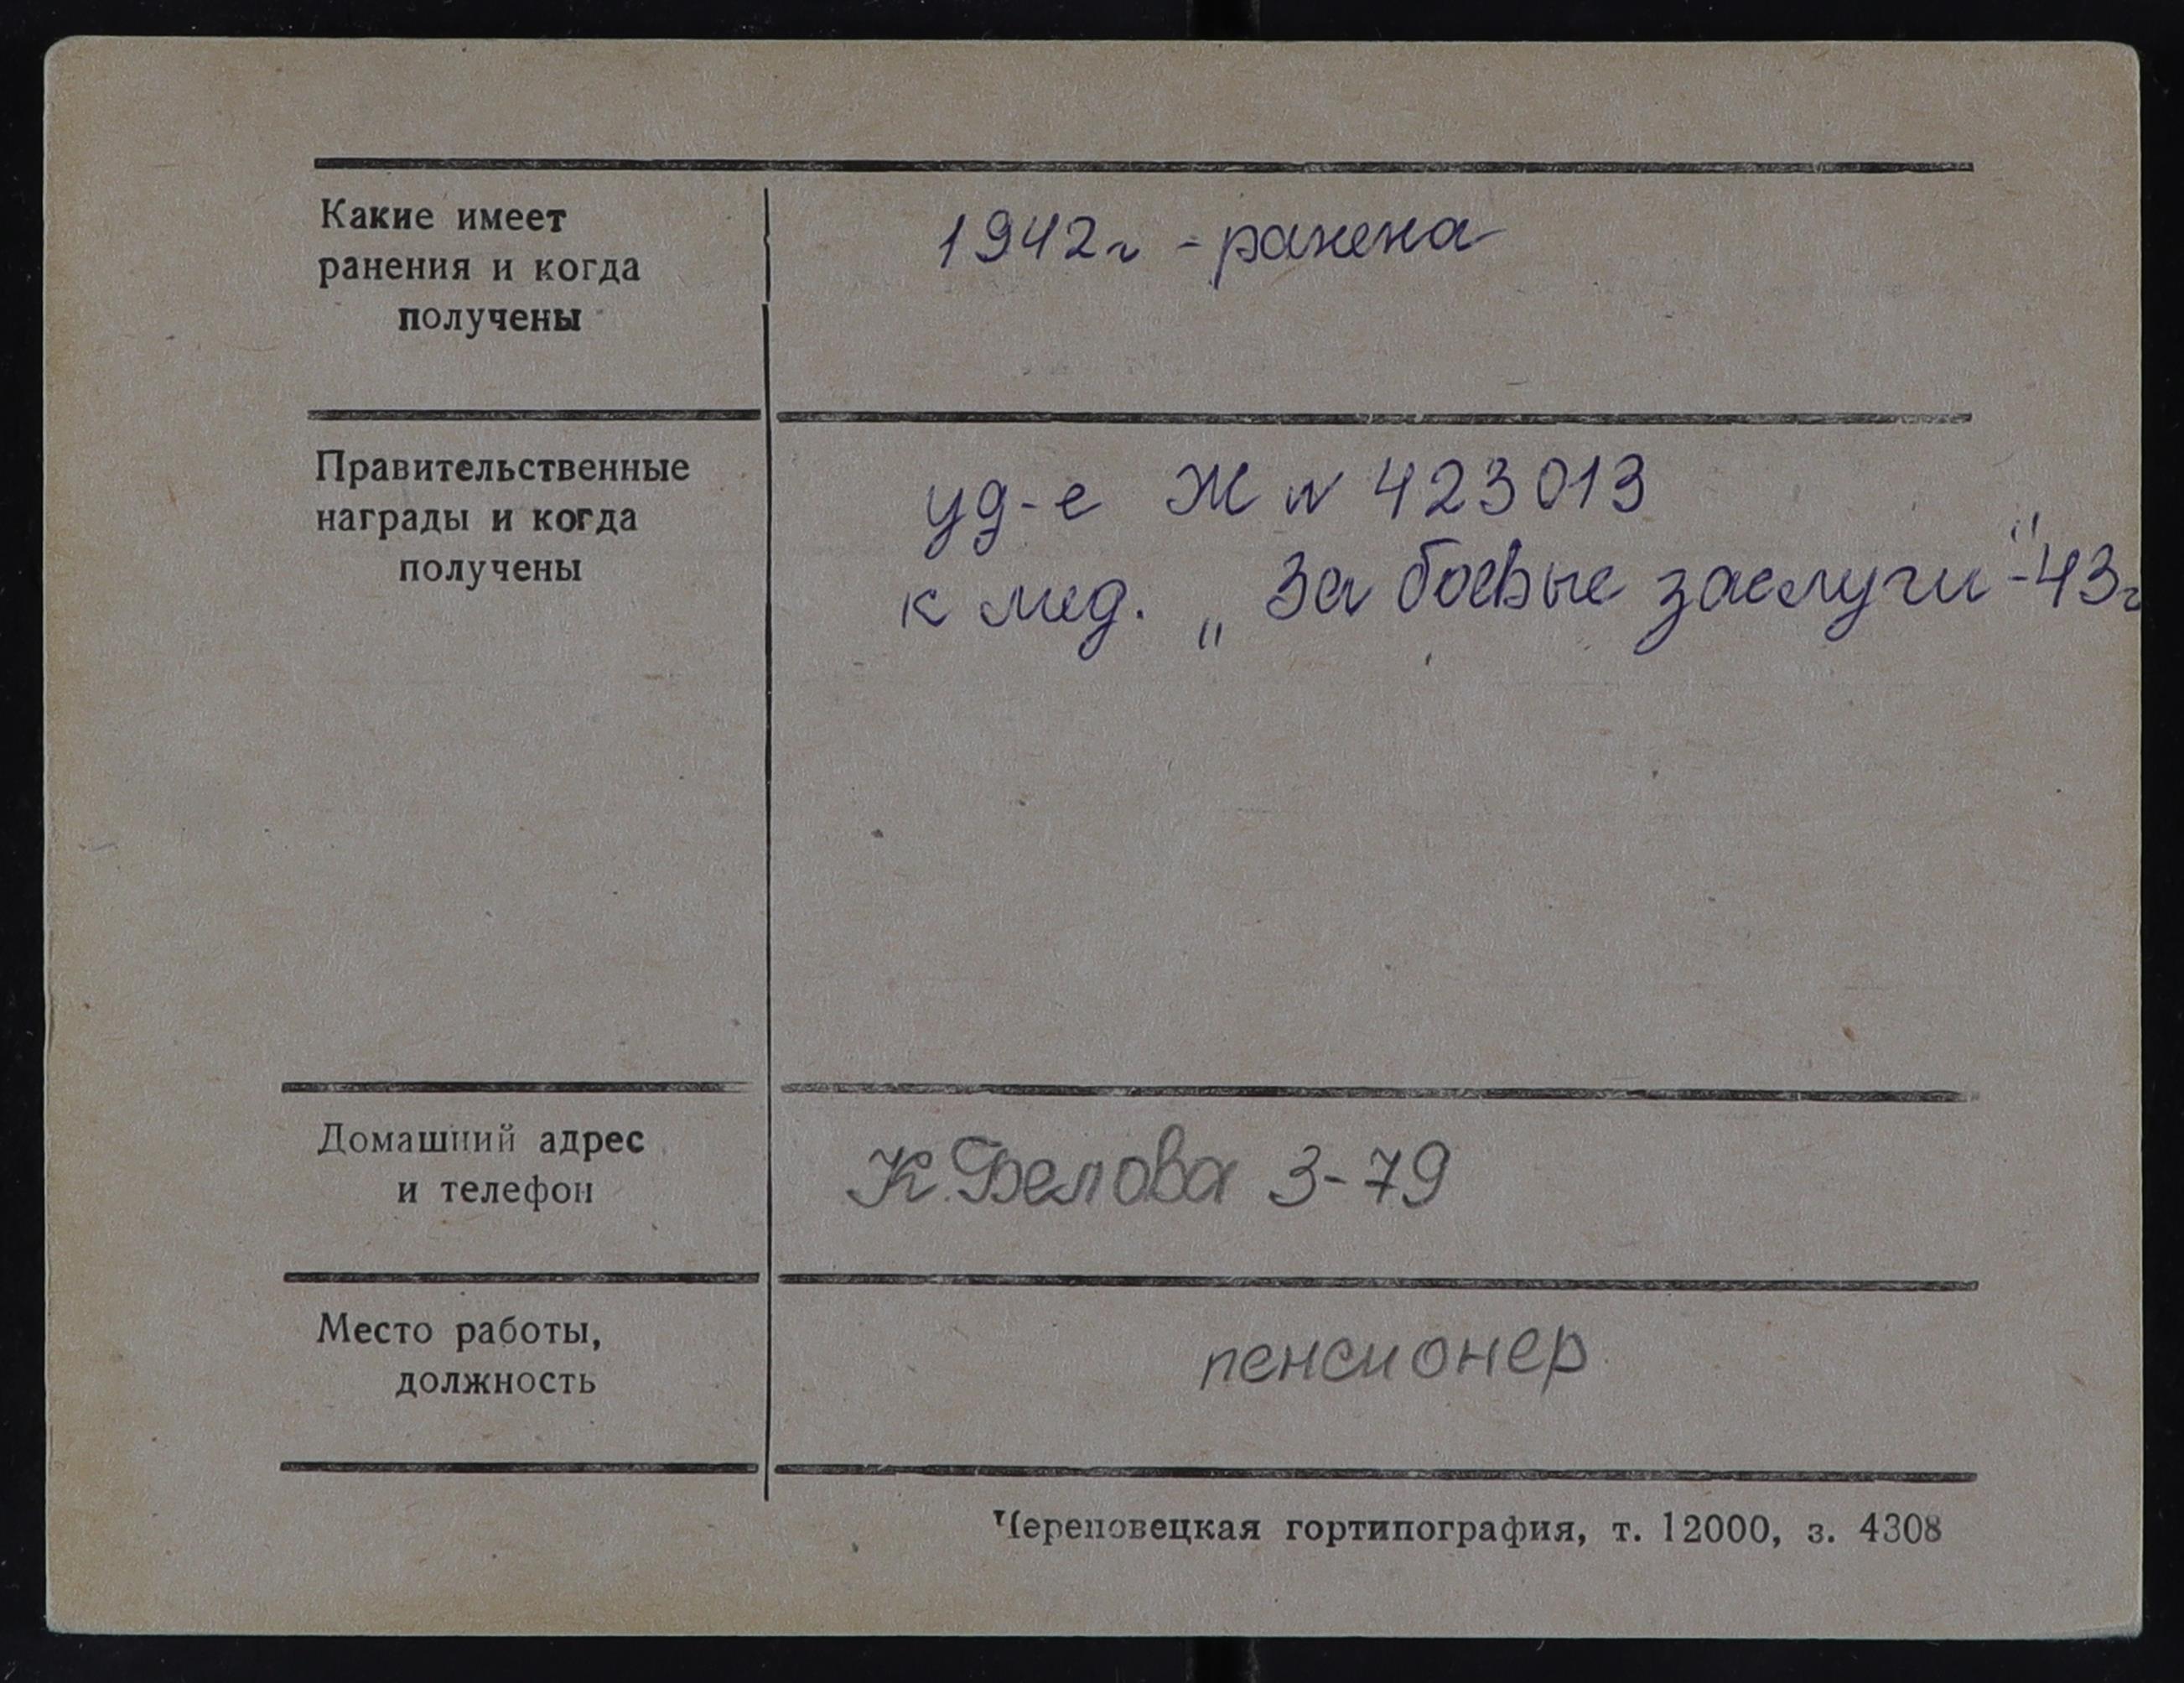 Какие имеет
ранения и когда
получены
1942г - ранена
Правительственные
награды и когда
получены
уд-е Ж № 423013
к мед. „За боевые заслуги" -43г
Домашний адрес
и телефон
К.Белова 3-79
Место работы,
должность
пенсионер
Череповецкая гортипография, т. 12000, з. 4308